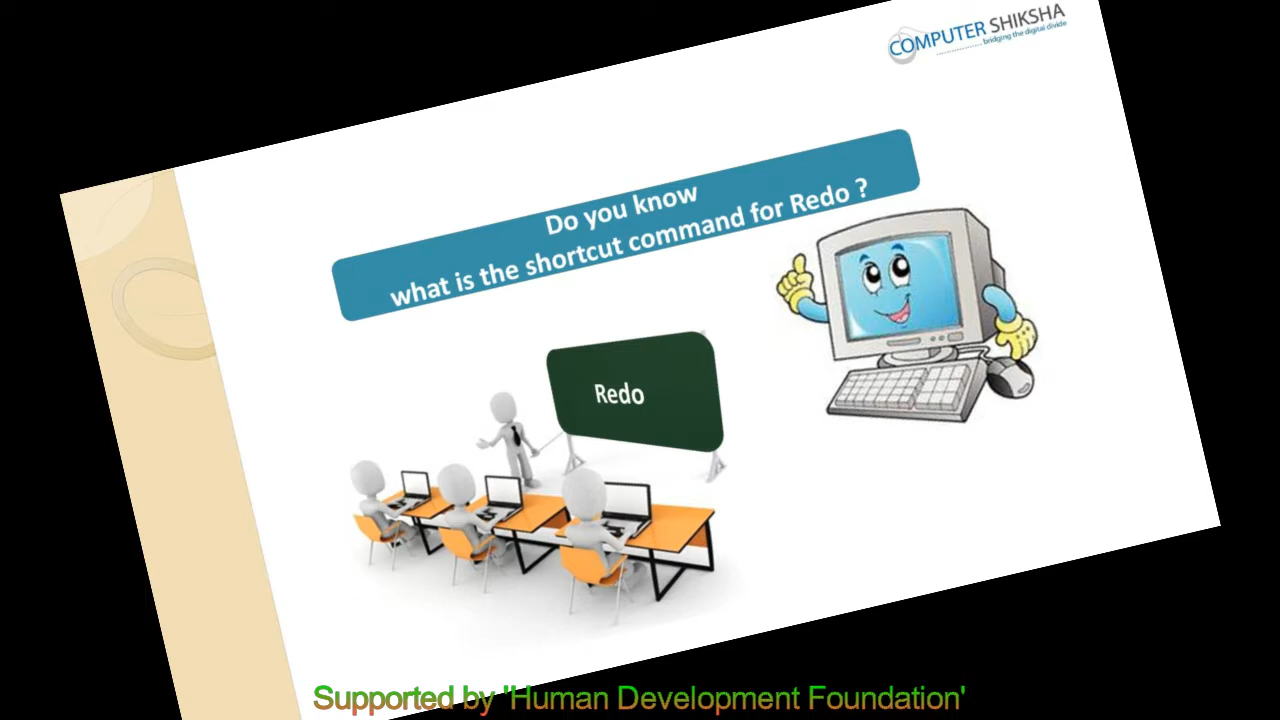 COMPUTER SHIKSHA
bridging the digital divide
Do you know
what is the shortcut command for Redo ?
Redo
Supported by 'Human Development Foundation'